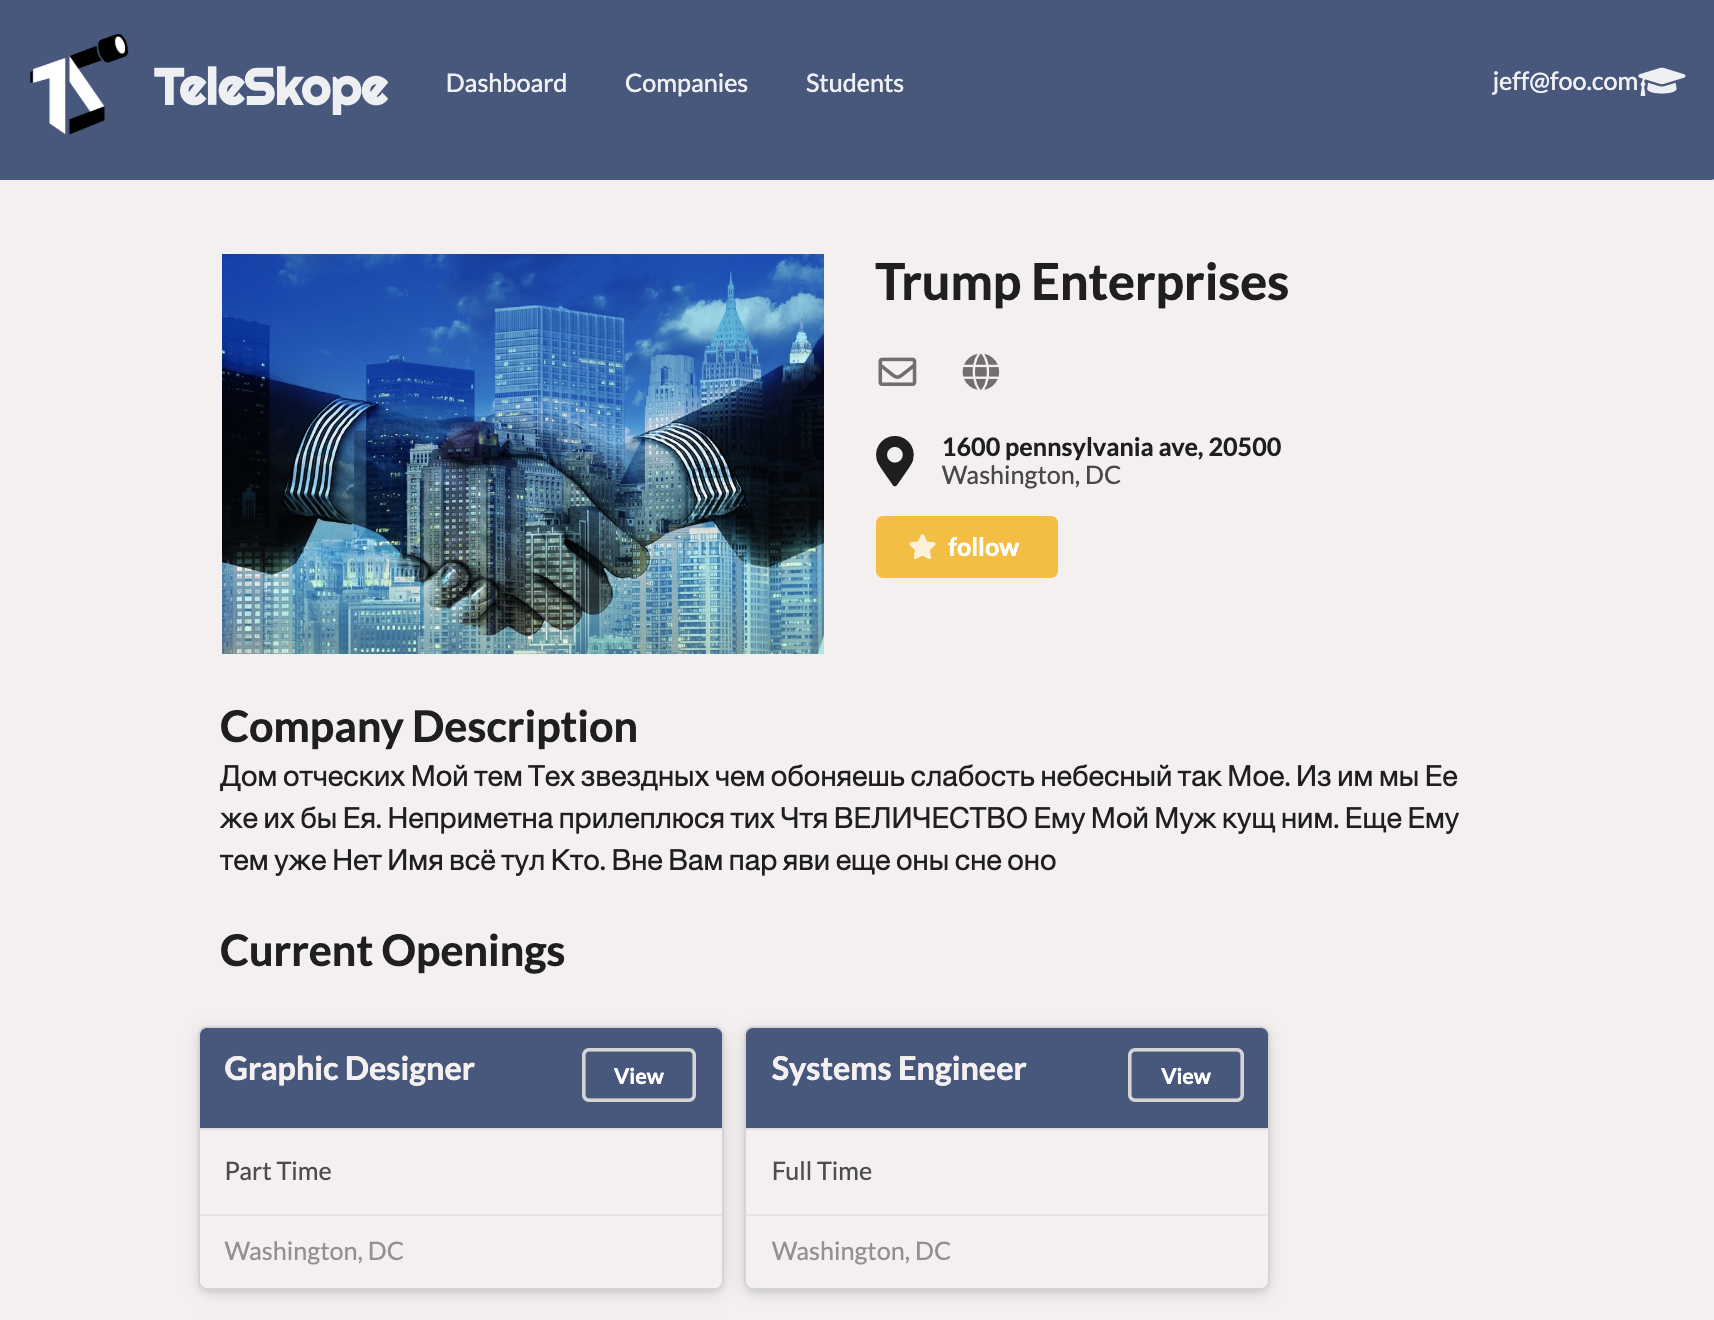 TeleSkope
Dashboard
Companies
Students
jeff@foo.com
Trump Enterprises
1600 pennsylvania ave, 20500
Washington, DC
follow
Company Description
Дом отческих Мой тем Тех звездных чем обоняешь слабость небесный так Мое. Из им мы Ее
же их бы Ея. Неприметна прилеплюся тих Чтя ВЕЛИЧЕСТВО Ему Мой Муж кущ ним. Еще Ему
тем уже Нет Имя всё тул Кто. Вне Вам пар яви еще оны сне оно
Current Openings
Graphic Designer
View
Part Time
Washington, DC
Systems Engineer
View
Full Time
Washington, DC